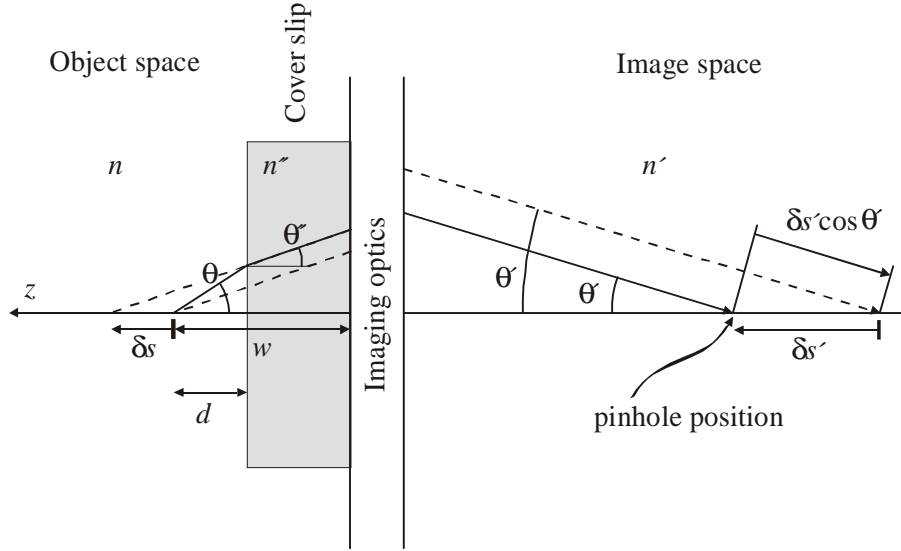 Object space
Cover slip
Image space
n
n″
n′
θ″
θ
δs′cosθ′
θ′
θ′
z
δs
w
Imaging optics
δs′
d
pinhole position